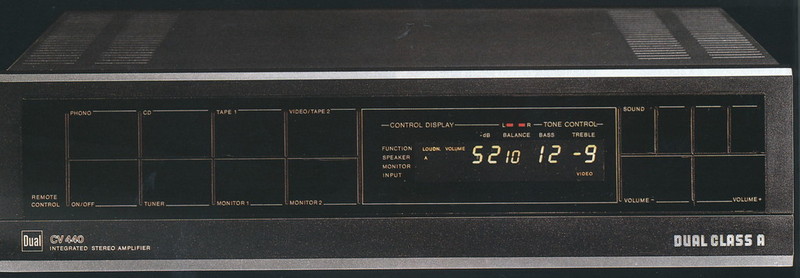 PHONO CD TAPE 1 VIDEO/TAPE 2 SOUND
CONTROL DISPLAY L R TONE CONTROL
-dB BALANCE BASS TREBLE
FUNCTION LOUDN. VOLUME 52 10 12 -9
SPEAKER A
MONITOR
INPUT VIDEO
REMOTE
CONTROL ON/OFF TUNER MONITOR 1 MONITOR 2 VOLUME - VOLUME +
Dual CV 440 DUAL CLASS A
INTEGRATED STEREO AMPLIFIER